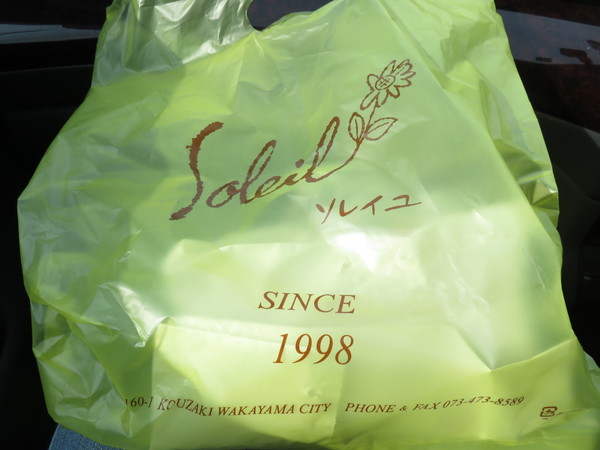 Soleil
ソレイユ
SINCE
1998
160-1 KOUZAKI WAKAYAMA CITY PHONE & FAX 073-473-8589